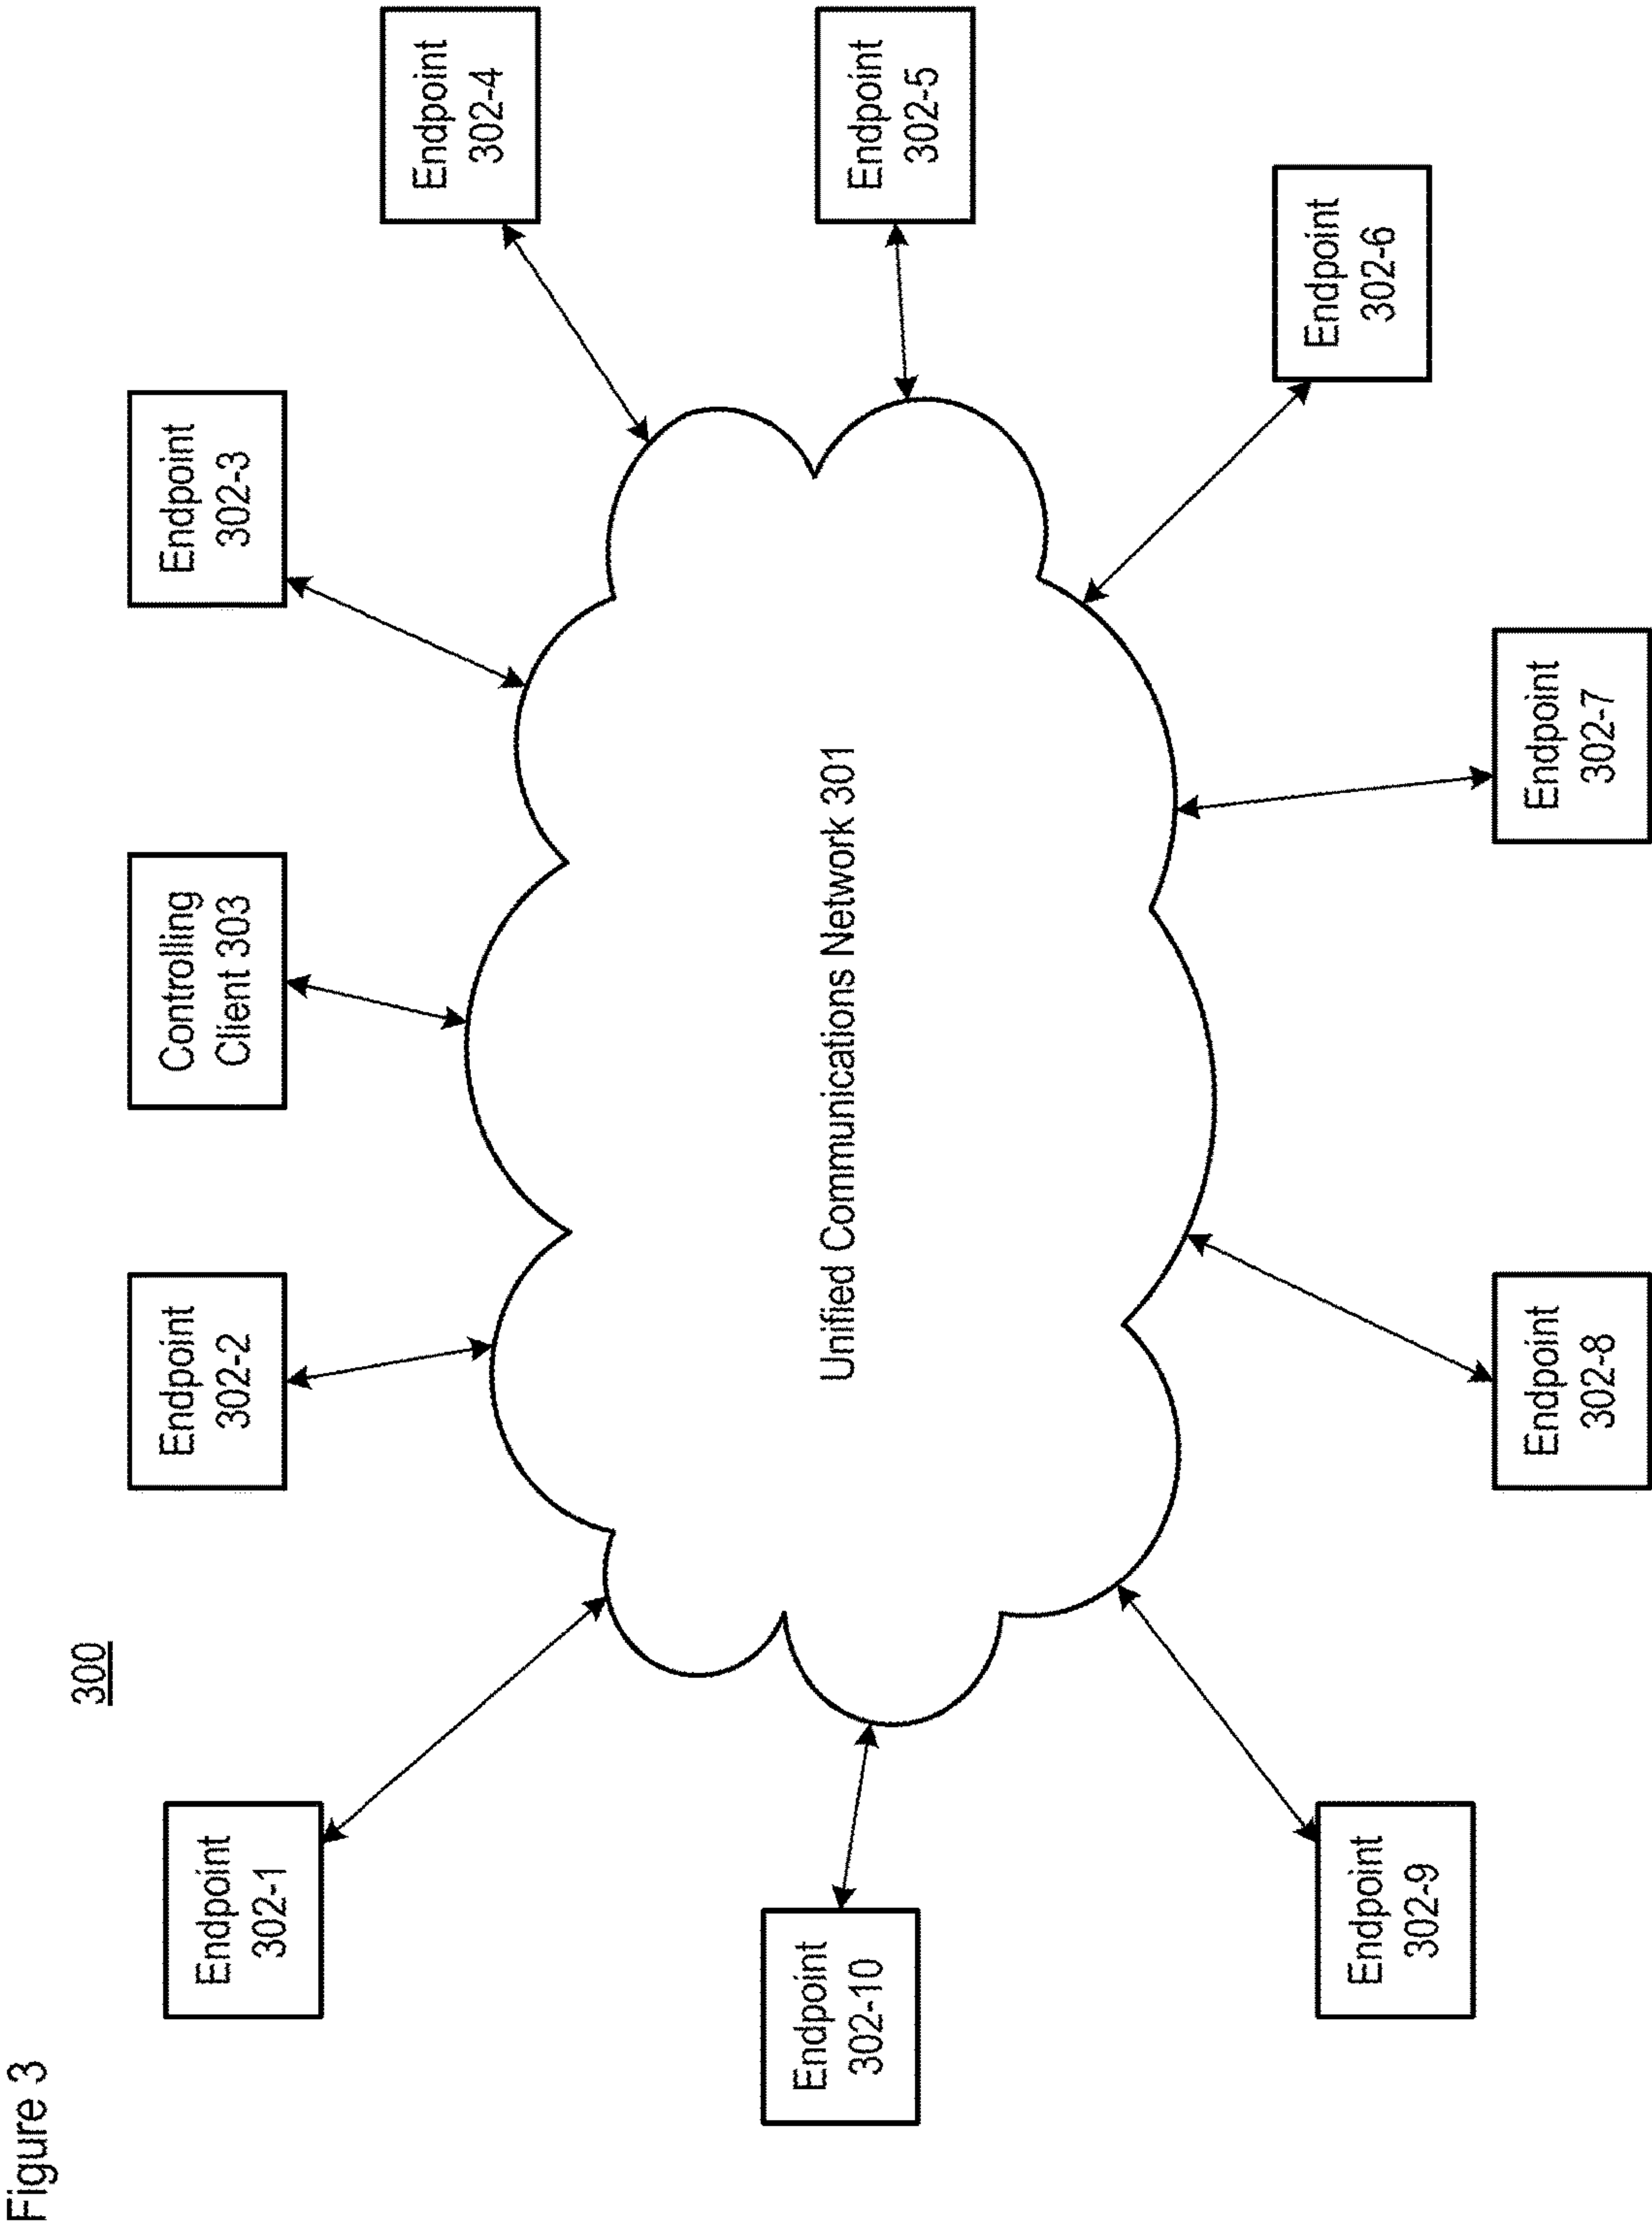 Figure 3
300
Endpoint
302-1
Endpoint
302-2
Controlling
Client 303
Endpoint
302-3
Endpoint
302-4
Endpoint
302-5
Endpoint
302-6
Endpoint
302-7
Endpoint
302-8
Endpoint
302-9
Endpoint
302-10
Unified Communications Network 301